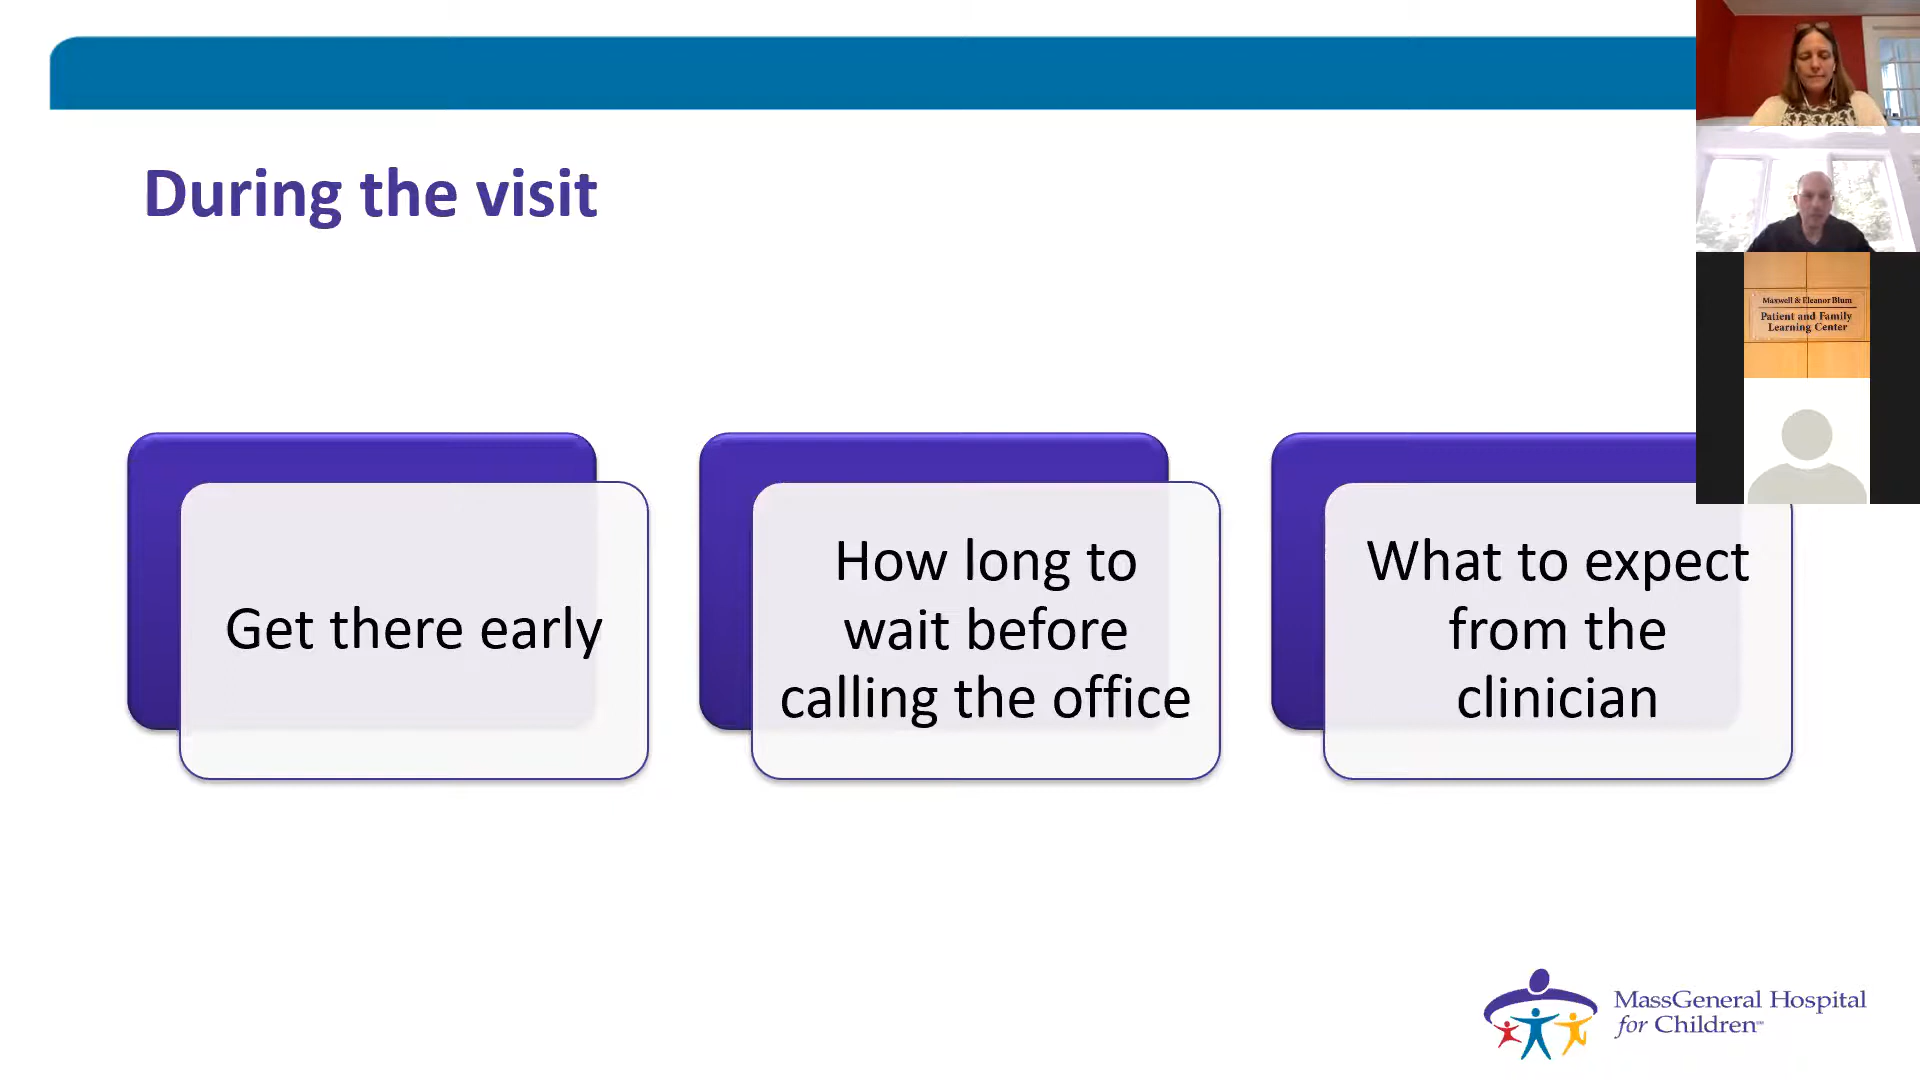 During the visit
Get there early
How long to
wait before
calling the office
What to expect
from the
clinician
Maxwell & Eleanor Blum
Patient and Family
Learning Center
MassGeneral Hospital
for Children℠